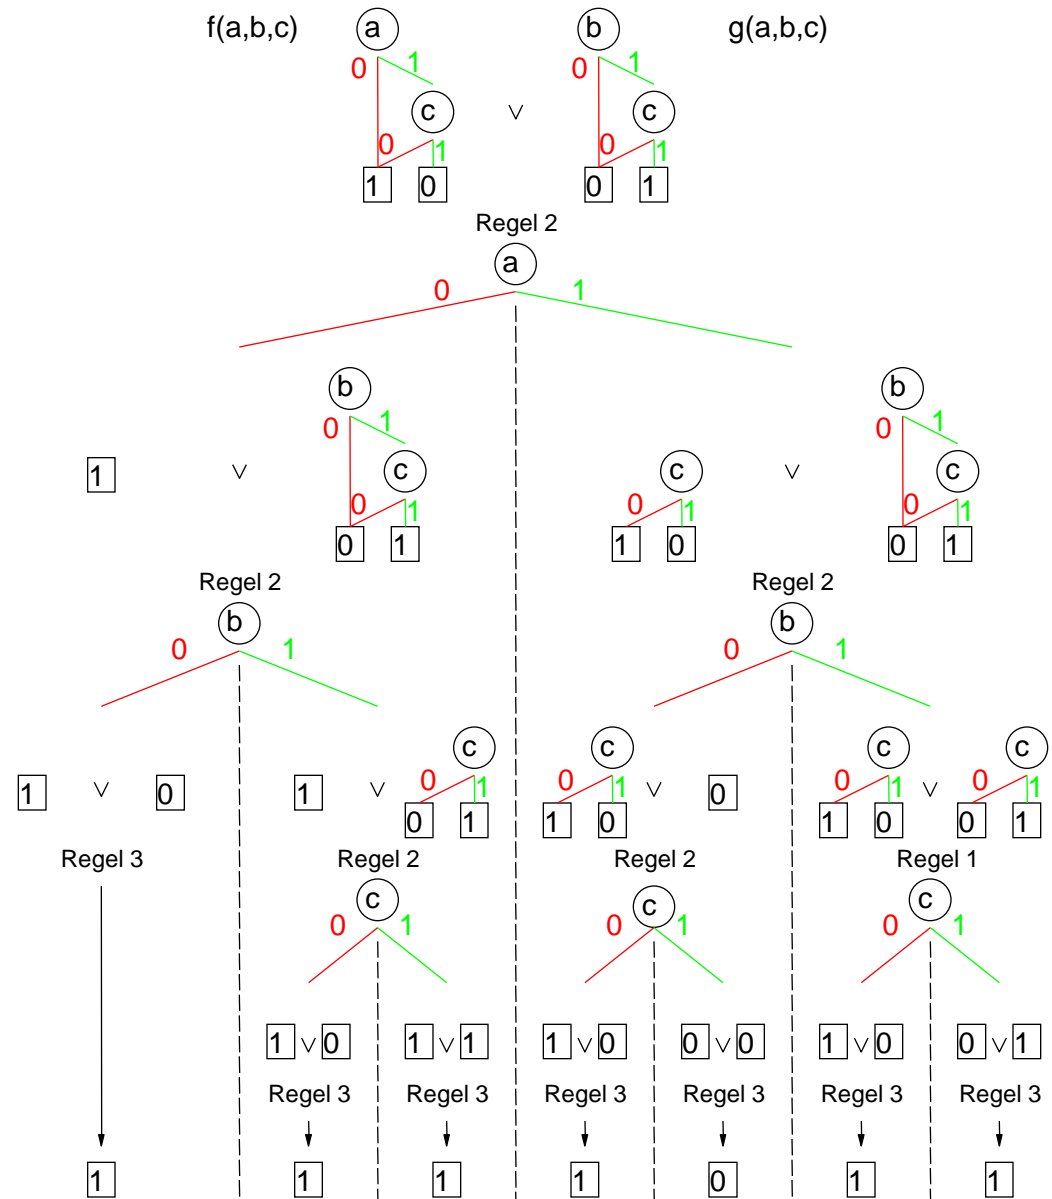 f(a,b,c) a b g(a,b,c)
0 1 0 1
c ∨ c
0 1 0 1
1 0 0 1
Regel 2
a
0 1
b b
0 1 0 1
1 ∨ c c ∨ c
0 1 0 1 0 1
0 1 1 0 0 1
Regel 2 Regel 2
b b
0 1 0 1
c c c c
1 ∨ 0 1 ∨ 0 1 0 1 ∨ 0 0 1 ∨ 0 1
0 1 1 0 1 0 0 1
Regel 3 Regel 2 Regel 2 Regel 1
c c c
0 1 0 1 0 1
1 ∨ 0 1 ∨ 1 1 ∨ 0 0 ∨ 0 1 ∨ 0 0 ∨ 1
Regel 3 Regel 3 Regel 3 Regel 3 Regel 3 Regel 3
1 1 1 1 0 1 1